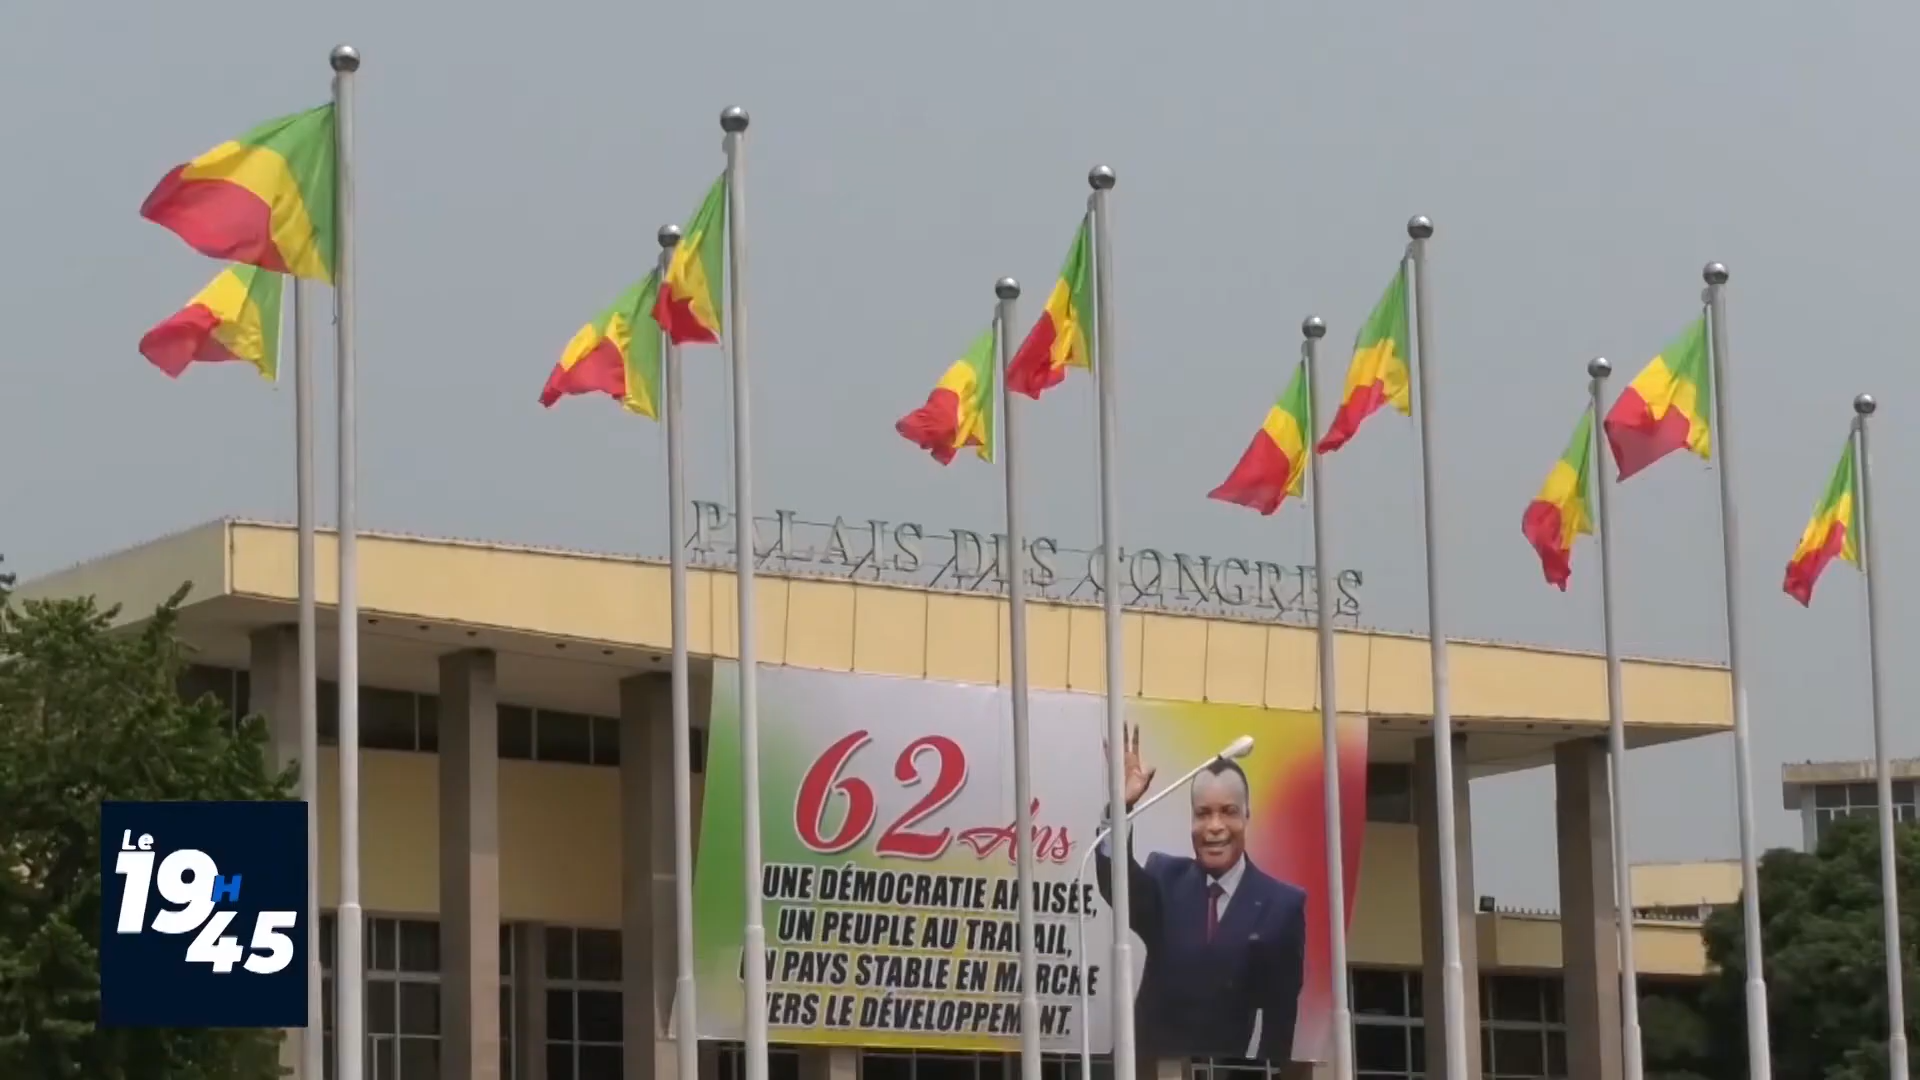 PALAIS DES CONGRES
62 Ans
UNE DÉMOCRATIE APAISÉE,
UN PEUPLE AU TRAVAIL,
UN PAYS STABLE EN MARCHE
VERS LE DÉVELOPPEMENT.
Le
19H
45